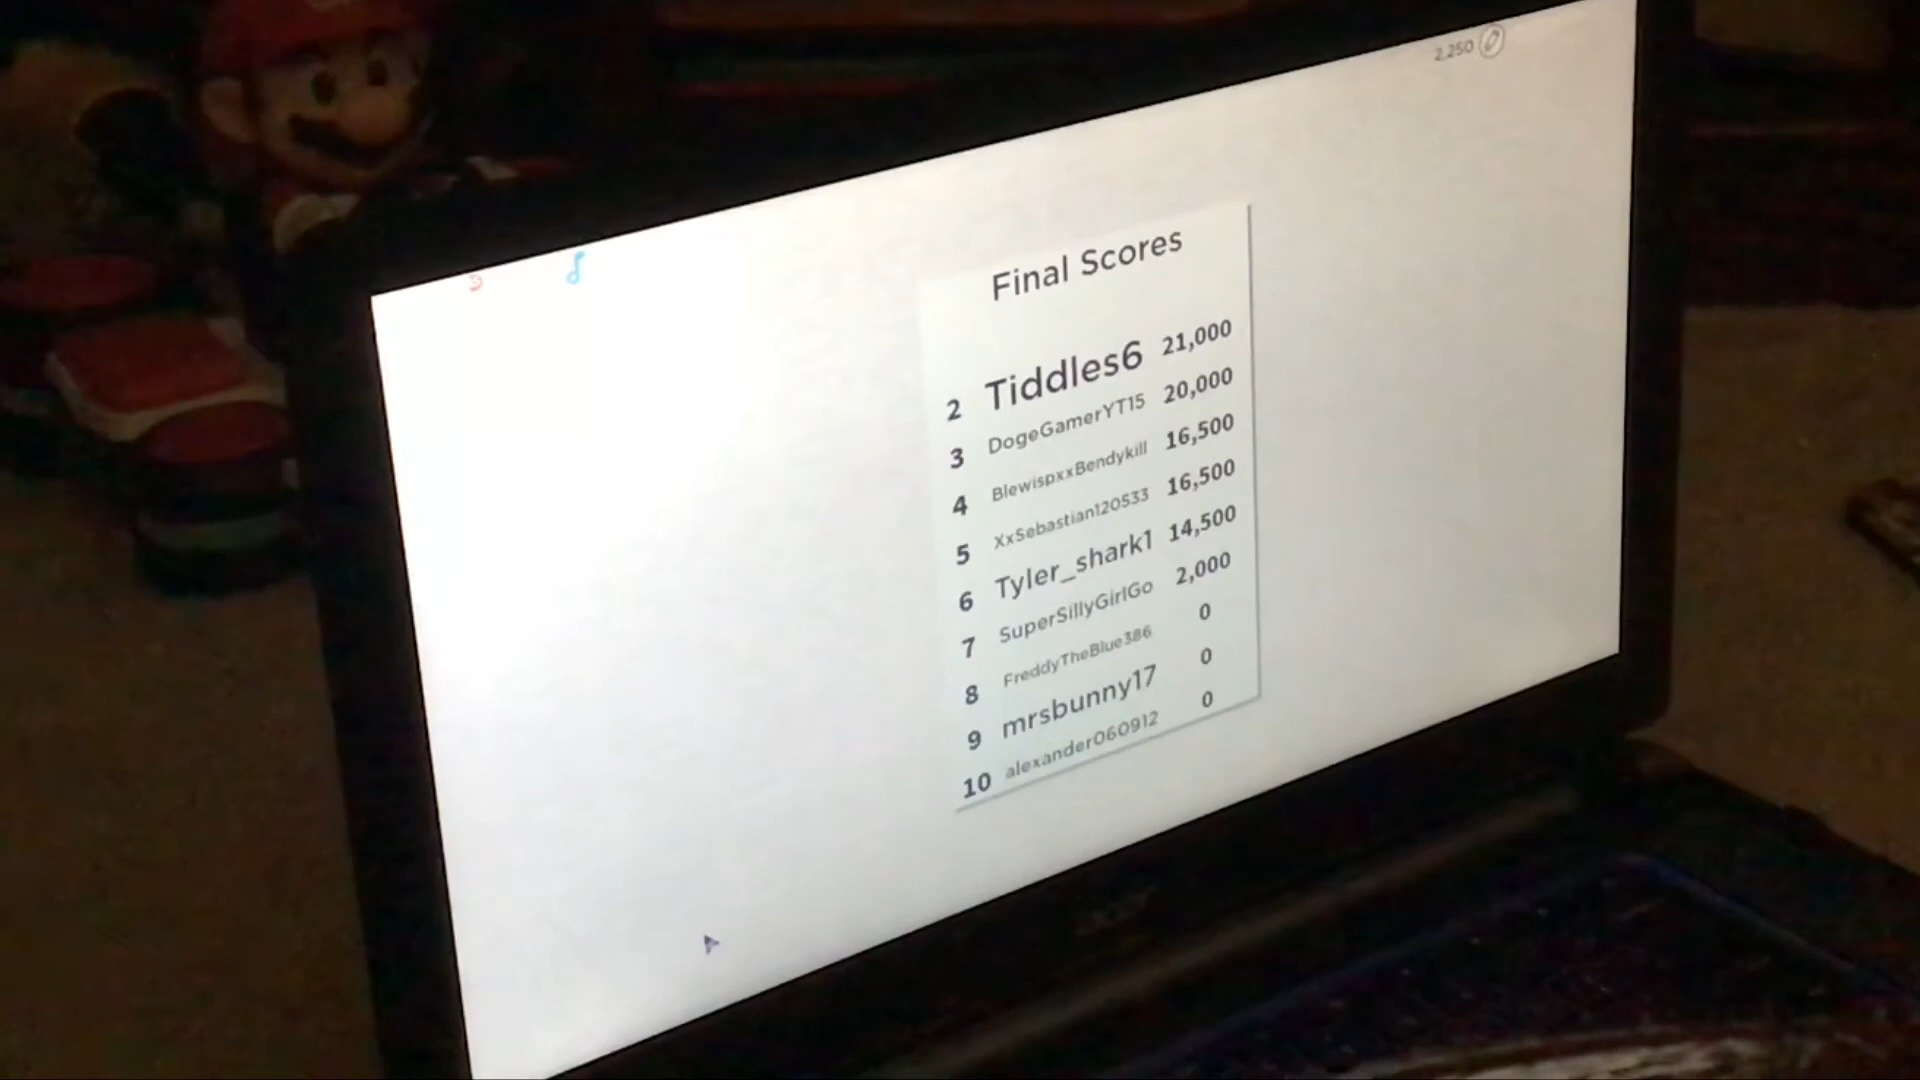 2,250
Final Scores
2 Tiddles6 21,000
3 DogeGamerYT15 20,000
4 BlewispxxBendykill 16,500
5 XxSebastian120533 16,500
6 Tyler_shark1 14,500
7 SuperSillyGirlGo 2,000
8 FreddyTheBlue386 0
9 mrsbunny17 0
10 alexander060912 0